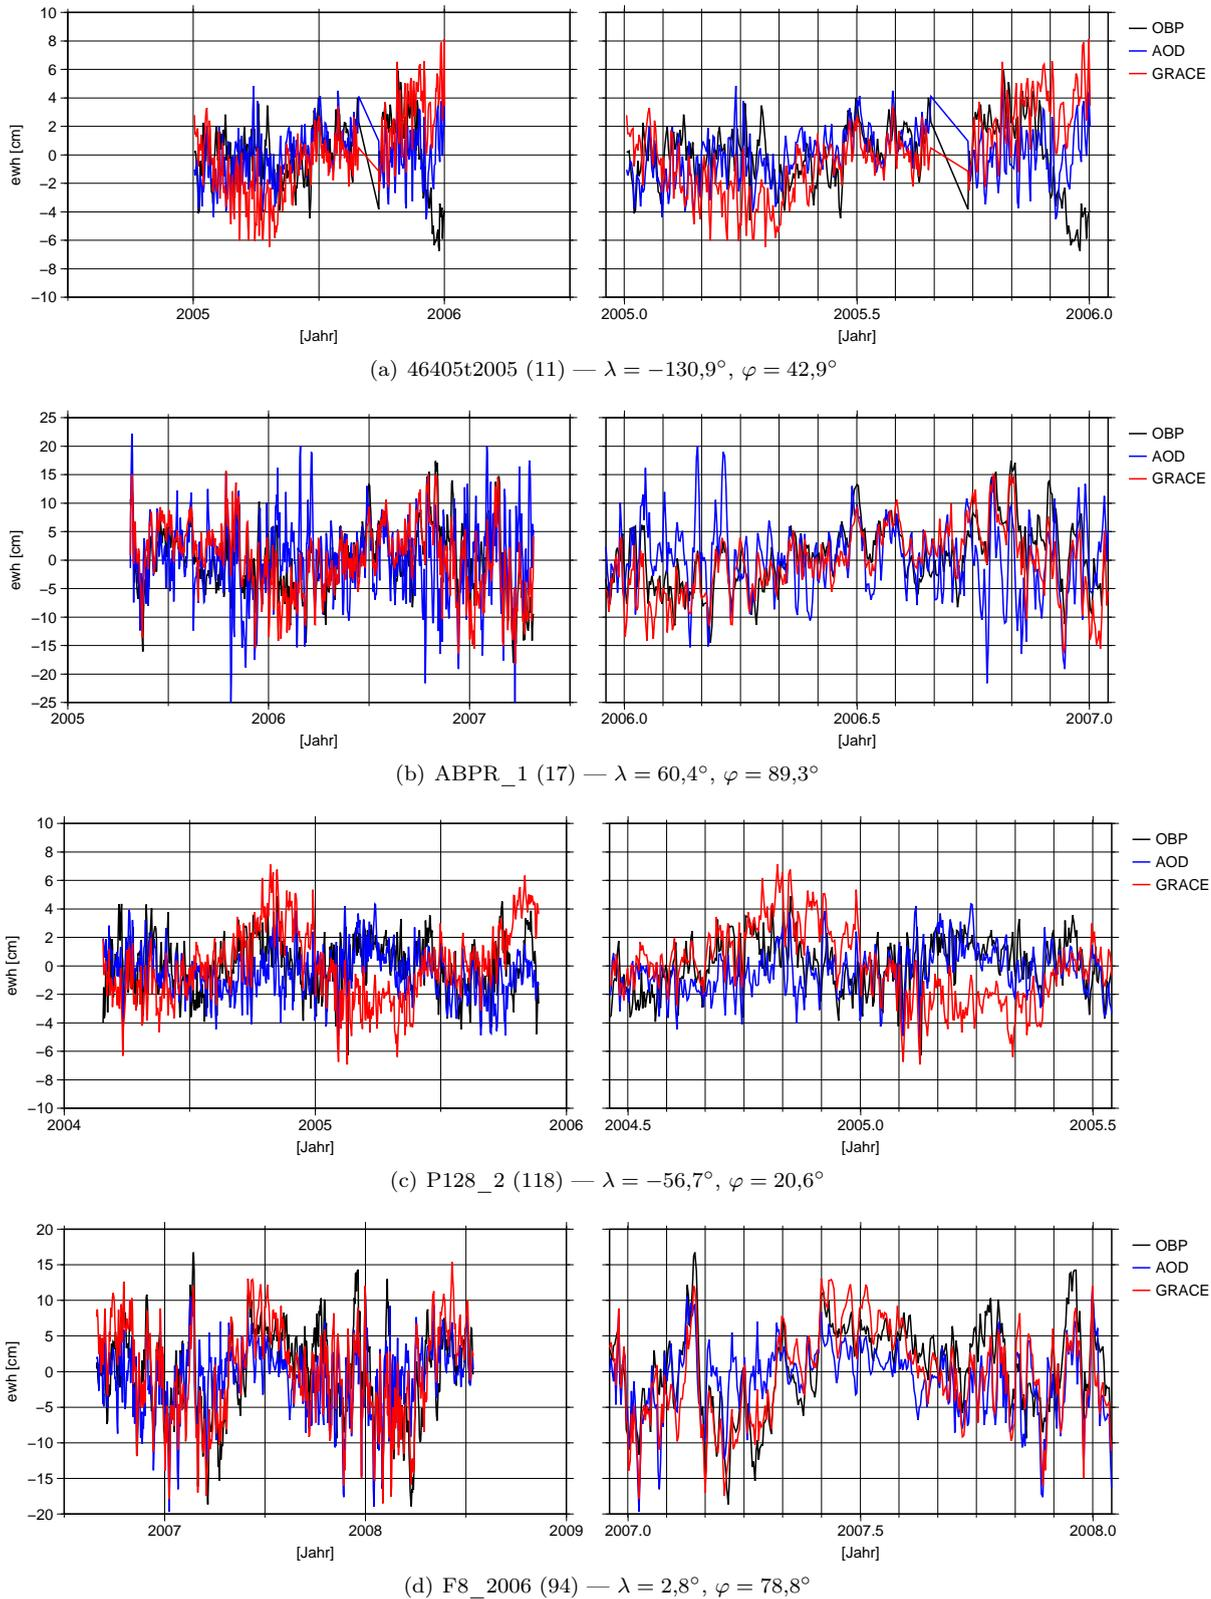 10
8
6
4
2
0
−2
−4
−6
−8
−10
ewh [cm]
2005 2006
[Jahr]
2005.0 2005.5 2006.0
[Jahr]
OBP
AOD
GRACE
(a) 46405t2005 (11) — λ = −130,9°, φ = 42,9°
25
20
15
10
5
0
−5
−10
−15
−20
−25
ewh [cm]
2005 2006 2007
[Jahr]
2006.0 2006.5 2007.0
[Jahr]
OBP
AOD
GRACE
(b) ABPR_1 (17) — λ = 60,4°, φ = 89,3°
10
8
6
4
2
0
−2
−4
−6
−8
−10
ewh [cm]
2004 2005 2006
[Jahr]
2004.5 2005.0 2005.5
[Jahr]
OBP
AOD
GRACE
(c) P128_2 (118) — λ = −56,7°, φ = 20,6°
20
15
10
5
0
−5
−10
−15
−20
ewh [cm]
2007 2008 2009
[Jahr]
2007.0 2007.5 2008.0
[Jahr]
OBP
AOD
GRACE
(d) F8_2006 (94) — λ = 2,8°, φ = 78,8°